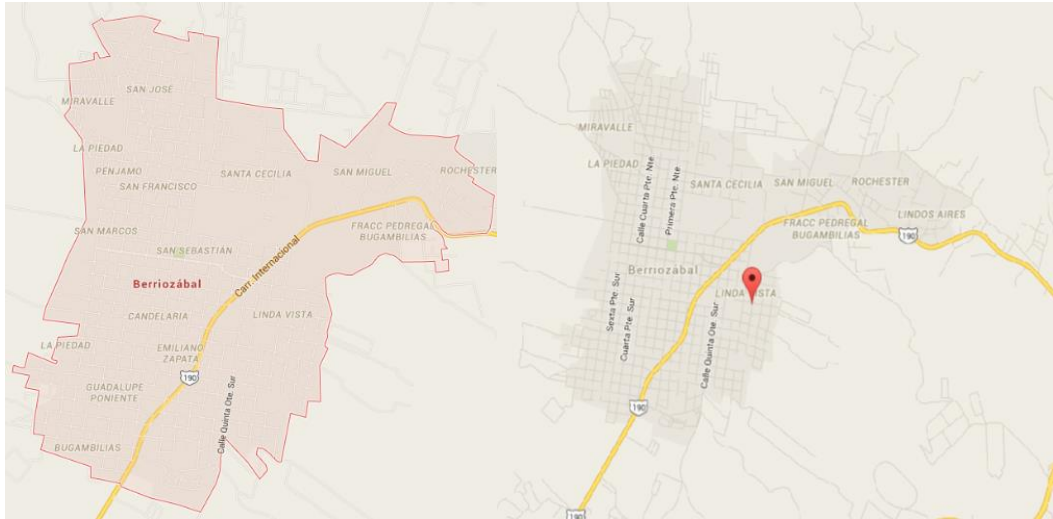 SAN JOSÉ
MIRAVALLE
LA PIEDAD
PENJAMO
SAN FRANCISCO
SANTA CECILIA
SAN MIGUEL
ROCHESTER
SAN MARCOS
SAN SEBASTIÁN
FRACC PEDREGAL
BUGAMBILIAS
Carr. Internacional
Berriozábal
CANDELARIA
LINDA VISTA
LA PIEDAD
EMILIANO
ZAPATA
190
GUADALUPE
PONIENTE
Calle Quinta Ote. Sur
BUGAMBILIAS
MIRAVALLE
LA PIEDAD
Calle Cuarta Pte. Nte
Primera Pte. Nte
SANTA CECILIA
SAN MIGUEL
ROCHESTER
LINDOS AIRES
FRACC PEDREGAL
BUGAMBILIAS
190
Berriozábal
LINDA VISTA
Sexta Pte. Sur
Cuarta Pte. Sur
Calle Quinta Ote. Sur
190
190